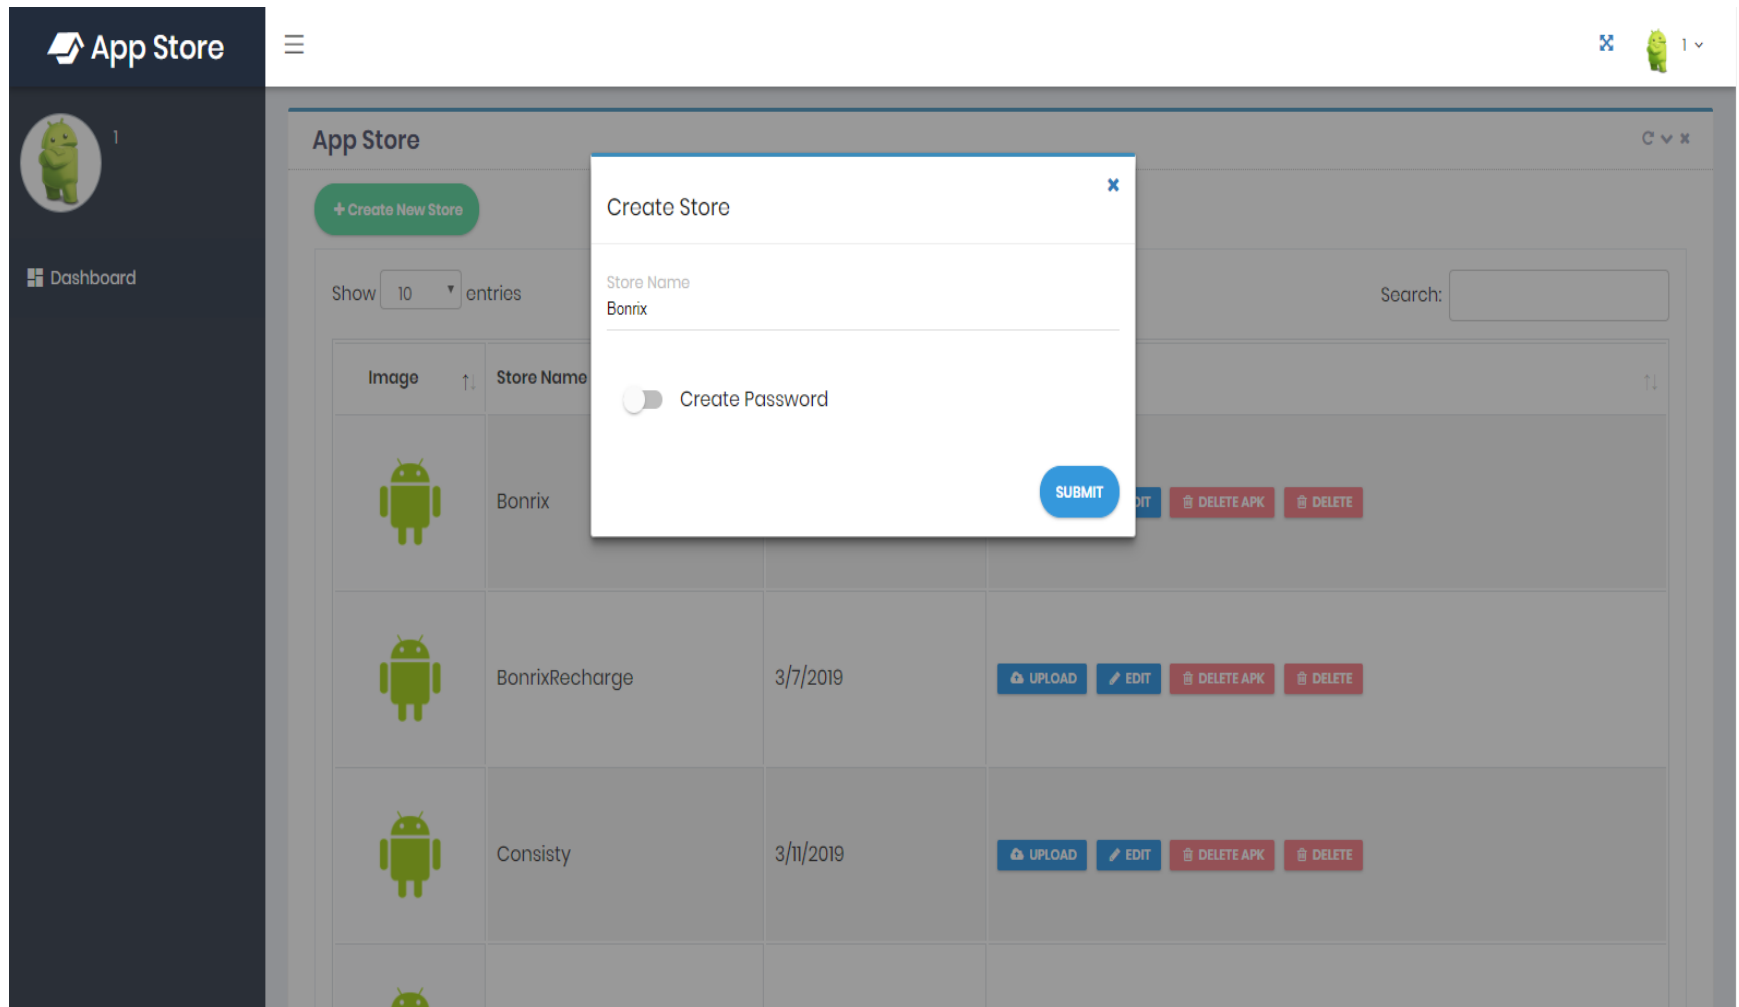 App Store
1
1
Dashboard
App Store
+ Create New Store
Show 10 entries
Search:
Image
Store Name
Create Store
Store Name
Bonrix
Create Password
SUBMIT
Bonrix
DELETE APK
DELETE
BonrixRecharge
3/7/2019
UPLOAD
EDIT
DELETE APK
DELETE
Consisty
3/11/2019
UPLOAD
EDIT
DELETE APK
DELETE